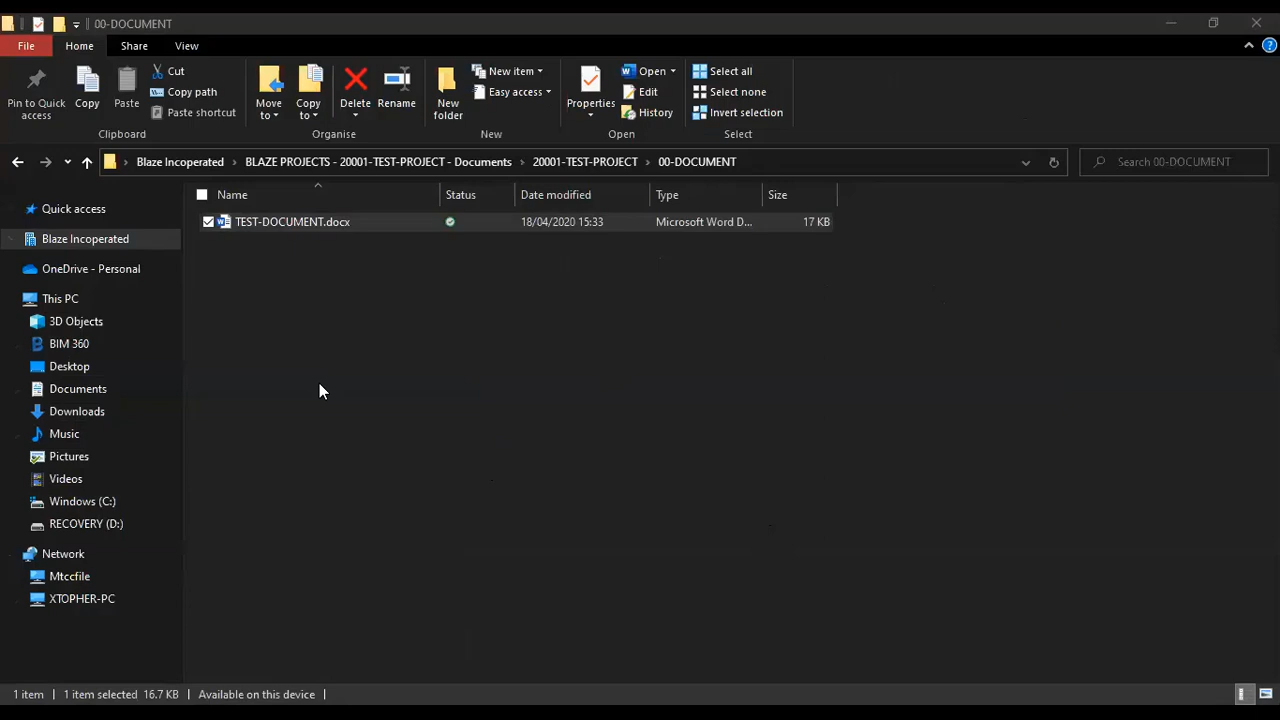 00-DOCUMENT
File Home Share View
Pin to Quick access
Copy
Paste
Cut
Copy path
Paste shortcut
Clipboard
Move to
Copy to
Delete
Rename
Organise
New folder
New item
Easy access
New
Properties
Open
Edit
History
Open
Select all
Select none
Invert selection
Select
Blaze Incoperated > BLAZE PROJECTS - 20001-TEST-PROJECT - Documents > 20001-TEST-PROJECT > 00-DOCUMENT
Search 00-DOCUMENT
Name Status Date modified Type Size
TEST-DOCUMENT.docx 18/04/2020 15:33 Microsoft Word D... 17 KB
Quick access
Blaze Incoperated
OneDrive - Personal
This PC
3D Objects
BIM 360
Desktop
Documents
Downloads
Music
Pictures
Videos
Windows (C:)
RECOVERY (D:)
Network
Mtccfile
XTOPHER-PC
1 item 1 item selected 16.7 KB Available on this device